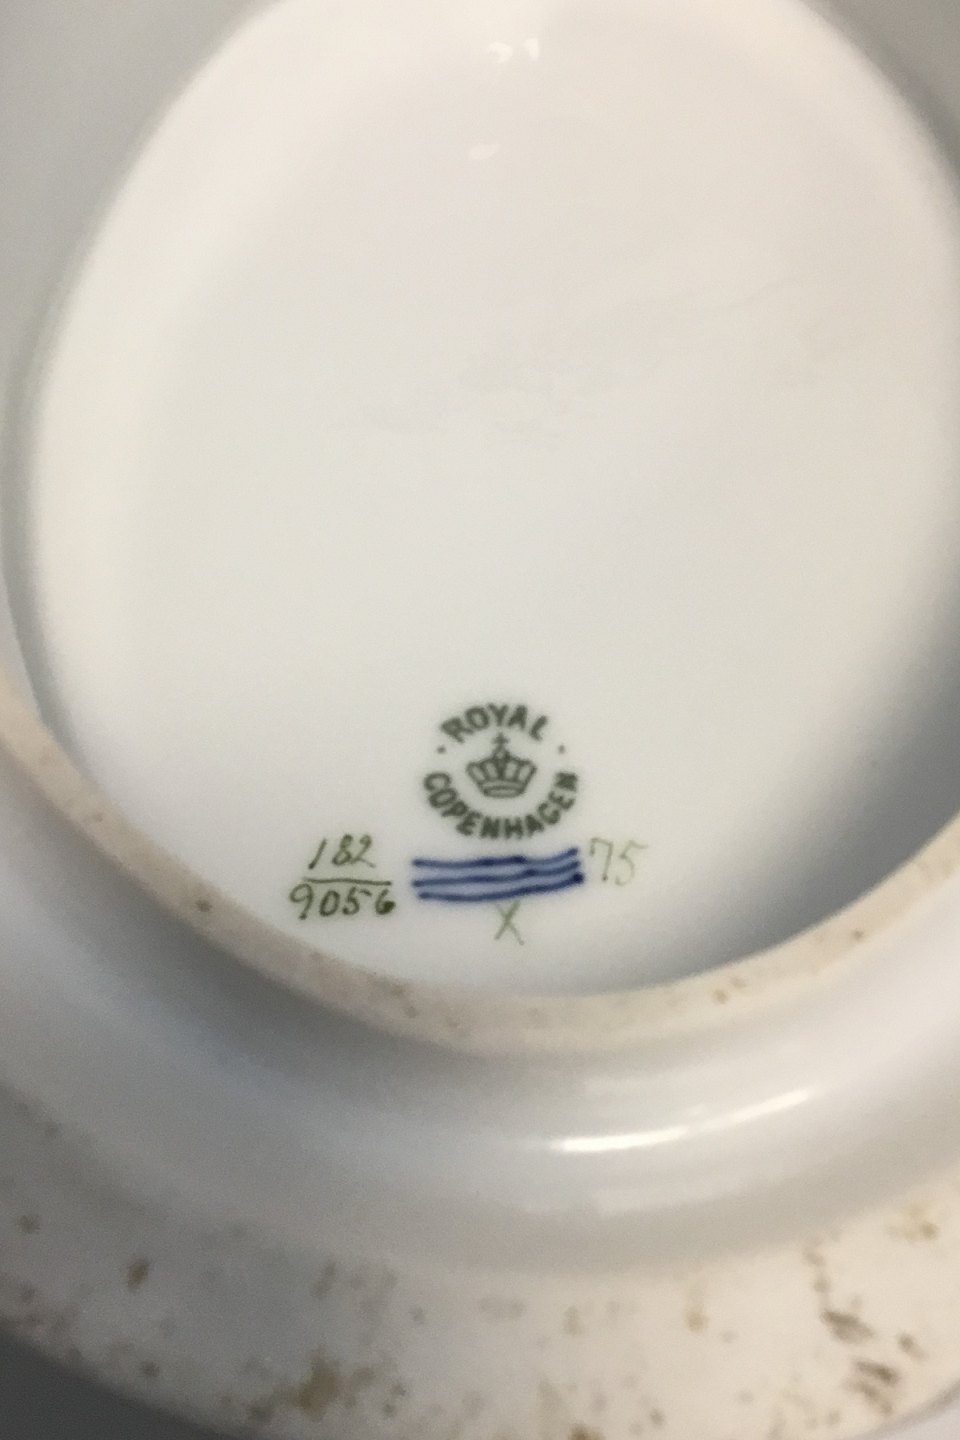 ROYAL
COPENHAGEN
182
9056
75
X